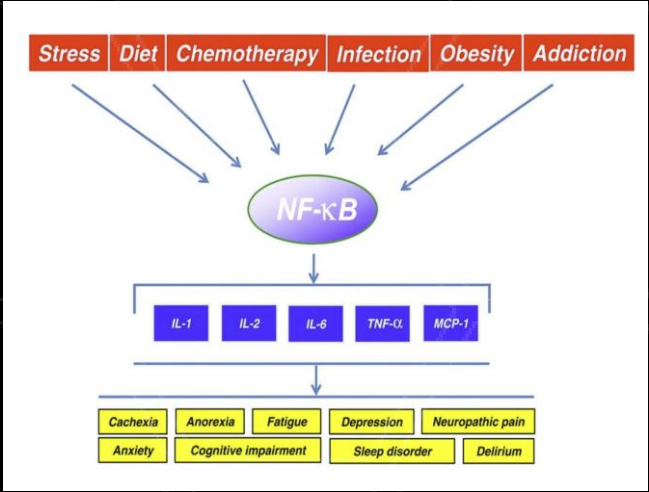 Stress Diet Chemotherapy Infection Obesity Addiction
NF-κB
IL-1 IL-2 IL-6 TNF-α MCP-1
Cachexia Anorexia Fatigue Depression Neuropathic pain
Anxiety Cognitive impairment Sleep disorder Delirium